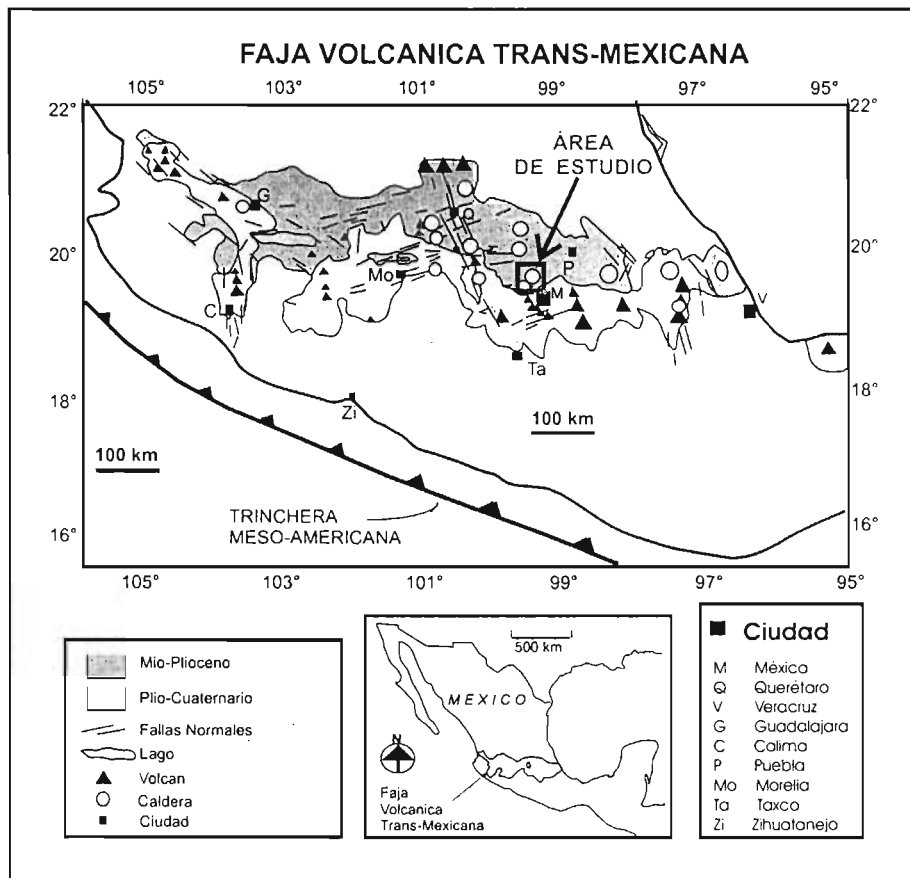 FAJA VOLCANICA TRANS-MEXICANA
105° 103° 101° 99° 97° 95°
22° 22°
ÁREA
DE ESTUDIO
G
Q
20° 20°
Mo
P
M
C
V
Ta
18° 18°
Zi
100 km
100 km
TRINCHERA
MESO-AMERICANA
16° 16°
105° 103° 101° 99° 97° 95°
Mio-Plioceno
Plio-Cuaternario
Fallas Normales
Lago
Volcan
Caldera
Ciudad
500 km
MEXICO
N
Faja
Volcanica
Trans-Mexicana
Ciudad
M México
Q Querétaro
V Veracruz
G Guadalajara
C Calima
P Puebla
Mo Morelia
Ta Taxco
Zi Zihuatanejo